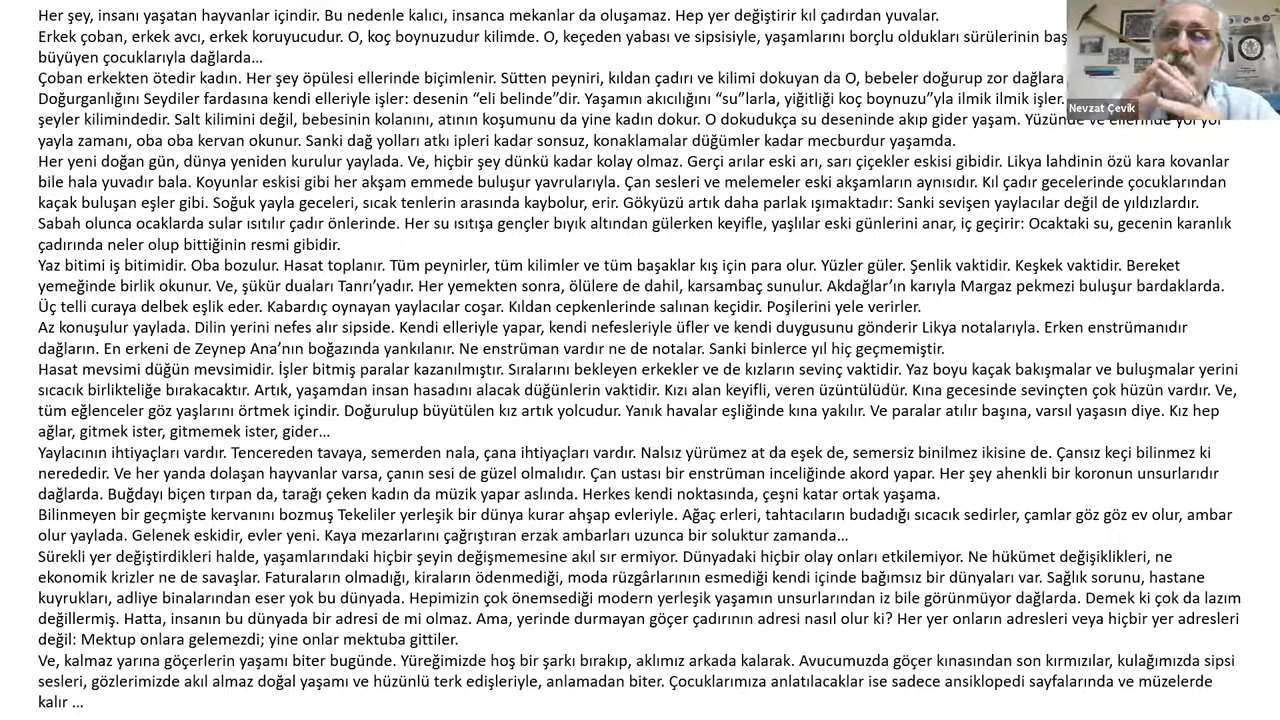 Her şey, insanı yaşatan hayvanlar içindir. Bu nedenle kalıcı, insanca mekanlar da oluşamaz. Hep yer değiştirir kıl çadırdan yuvalar.
Erkek çoban, erkek avcı, erkek koruyucudur. O, koç boynuzudur kilimde. O, keçeden yabası ve sipsisiyle, yaşamlarını borçlu oldukları sürülerinin
büyüyen çocuklarıyla dağlarda…
Çoban erkekten ötedir kadın. Her şey öpülesi ellerinde biçimlenir. Sütten peyniri, kıldan çadırı ve kilimi dokuyan da O, bebeler doğurup zor dağlara
Doğurganlığını Seydiler fardasına kendi elleriyle işler: desenin “eli belinde”dir. Yaşamın akıcılığını “su”larla, yiğitliği koç boynuzu”yla ilmik ilmik işler.
şeyler kilimindedir. Salt kilimini değil, bebesinin kolanını, atının koşumunu da yine kadın dokur. O dokudukça su deseninde akıp gider yaşam. Yüzünde ve ellerinde yol yol
yayla zamanı, oba oba kervan okunur. Sanki dağ yolları atkı ipleri kadar sonsuz, konaklamalar düğümler kadar mecburdur yaşamda.
Her yeni doğan gün, dünya yeniden kurulur yaylada. Ve, hiçbir şey dünkü kadar kolay olmaz. Gerçi arılar eski arı, sarı çiçekler eskisi gibidir. Likya lahdinin özü kara kovanlar
bile hala yuvadır bala. Koyunlar eskisi gibi her akşam emmede buluşur yavrularıyla. Çan sesleri ve melemeler eski akşamların aynısıdır. Kıl çadır gecelerinde çocuklarından
kaçak buluşan eşler gibi. Soğuk yayla geceleri, sıcak tenlerin arasında kaybolur, erir. Gökyüzü artık daha parlak ışımaktadır: Sanki sevişen yaylacılar değil de yıldızlardır.
Sabah olunca ocaklarda sular ısıtılır çadır önlerinde. Her su ısıtışa gençler bıyık altından gülerken keyifle, yaşlılar eski günlerini anar, iç geçirir: Ocaktaki su, gecenin karanlık
çadırında neler olup bittiğinin resmi gibidir.
Yaz bitimi iş bitimidir. Oba bozulur. Hasat toplanır. Tüm peynirler, tüm kilimler ve tüm başaklar kış için para olur. Yüzler güler. Şenlik vaktidir. Keşkek vaktidir. Bereket
yemeğinde birlik okunur. Ve, şükür duaları Tanrı’yadır. Her yemekten sonra, ölülere de dahil, karsambaç sunulur. Akdağlar’ın karıyla Margaz pekmezi buluşur bardaklarda.
Üç telli curaya delbek eşlik eder. Kabardıç oynayan yaylacılar coşar. Kıldan cepkenlerinde salınan keçidir. Poşilerini yele verirler.
Az konuşulur yaylada. Dilin yerini nefes alır sipside. Kendi elleriyle yapar, kendi nefesleriyle üfler ve kendi duygusunu gönderir Likya notalarıyla. Erken enstrümanıdır
dağların. En erkeni de Zeynep Ana’nın boğazında yankılanır. Ne enstrüman vardır ne de notalar. Sanki binlerce yıl hiç geçmemiştir.
Hasat mevsimi düğün mevsimidir. İşler bitmiş paralar kazanılmıştır. Sıralarını bekleyen erkekler ve de kızların sevinç vaktidir. Yaz boyu kaçak bakışmalar ve buluşmalar yerini
sıcacık birlikteliğe bırakacaktır. Artık, yaşamdan insan hasadını alacak düğünlerin vaktidir. Kızı alan keyifli, veren üzüntülüdür. Kına gecesinde sevinçten çok hüzün vardır. Ve,
tüm eğlenceler göz yaşlarını örtmek içindir. Doğurulup büyütülen kız artık yolcudur. Yanık havalar eşliğinde kına yakılır. Ve paralar atılır başına, varsıl yaşasın diye. Kız hep
ağlar, gitmek ister, gitmemek ister, gider…
Yaylacının ihtiyaçları vardır. Tencereden tavaya, semerden nala, çana ihtiyaçları vardır. Nalsız yürümez at da eşek de, semersiz binilmez ikisine de. Çansız keçi bilinmez ki
nerededir. Ve her yanda dolaşan hayvanlar varsa, çanın sesi de güzel olmalıdır. Çan ustası bir enstrüman inceliğinde akord yapar. Her şey ahenkli bir koronun unsurlarıdır
dağlarda. Buğdayı biçen tırpan da, tarağı çeken kadın da müzik yapar aslında. Herkes kendi noktasında, çeşni katar ortak yaşama.
Bilinmeyen bir geçmişte kervanını bozmuş Tekeliler yerleşik bir dünya kurar ahşap evleriyle. Ağaç erleri, tahtacıların budadığı sıcacık sedirler, çamlar göz göz ev olur, ambar
olur yaylada. Gelenek eskidir, evler yeni. Kaya mezarlarını çağrıştıran erzak ambarları uzunca bir soluktur zamanda…
Sürekli yer değiştirdikleri halde, yaşamlarındaki hiçbir şeyin değişmemesine akıl sır ermiyor. Dünyadaki hiçbir olay onları etkilemiyor. Ne hükümet değişiklikleri, ne
ekonomik krizler ne de savaşlar. Faturaların olmadığı, kiraların ödenmediği, moda rüzgârlarının esmediği kendi içinde bağımsız bir dünyaları var. Sağlık sorunu, hastane
kuyrukları, adliye binalarından eser yok bu dünyada. Hepimizin çok önemsediği modern yerleşik yaşamın unsurlarından iz bile görünmüyor dağlarda. Demek ki çok da lazım
değillermiş. Hatta, insanın bu dünyada bir adresi de mi olmaz. Ama, yerinde durmayan göçer çadırının adresi nasıl olur ki? Her yer onların adresleri veya hiçbir yer adresleri
değil: Mektup onlara gelemezdi; yine onlar mektuba gittiler.
Ve, kalmaz yarına göçerlerin yaşamı biter bugünde. Yüreğimizde hoş bir şarkı bırakıp, aklımız arkada kalarak. Avucumuzda göçer kınasından son kırmızılar, kulağımızda sipsi
sesleri, gözlerimizde akıl almaz doğal yaşamı ve hüzünlü terk edişleriyle, anlamadan biter. Çocuklarımıza anlatılacaklar ise sadece ansiklopedi sayfalarında ve müzelerde
kalır …
Nevzat Çevik